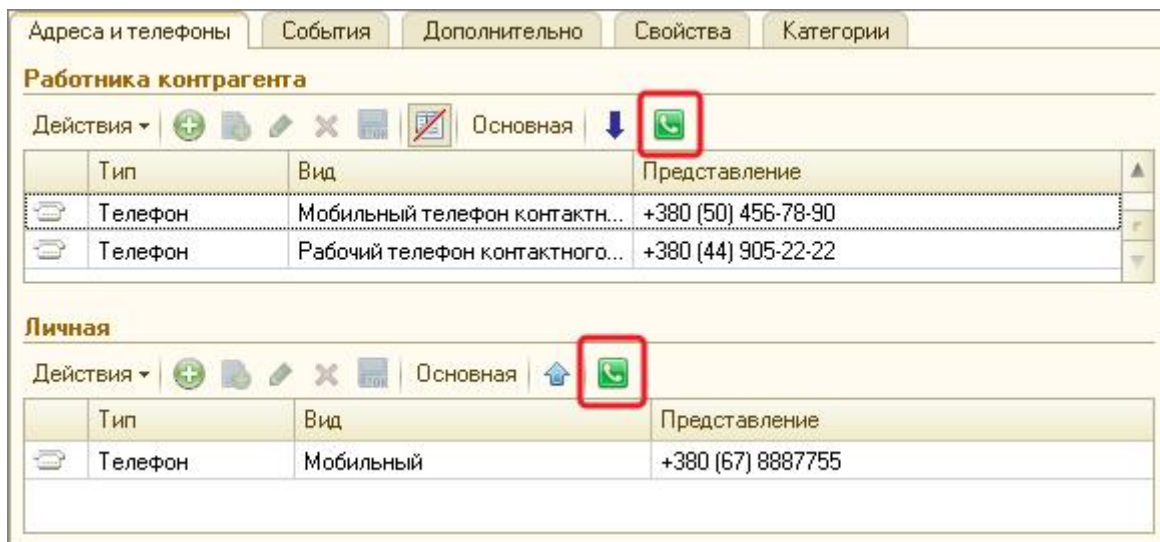 Адреса и телефоны События Дополнительно Свойства Категории
Работника контрагента
Действия Основная
Тип Вид Представление
Телефон Мобильный телефон контактн... +380 (50) 456-78-90
Телефон Рабочий телефон контактного... +380 (44) 905-22-22
Личная
Действия Основная
Тип Вид Представление
Телефон Мобильный +380 (67) 8887755